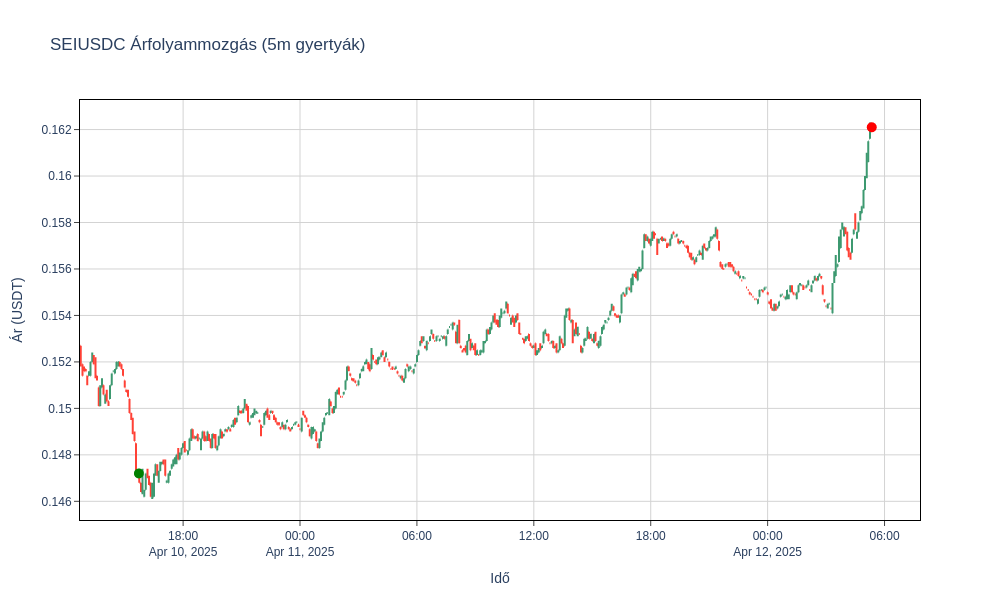 SEIUSDC Árfolyammozgás (5m gyertyák)
0.162
0.16
0.158
0.156
0.154
0.152
0.15
0.148
0.146
Ár (USDT)
18:00 00:00 06:00 12:00 18:00 00:00 06:00
Apr 10, 2025 Apr 11, 2025 Apr 12, 2025
Idő